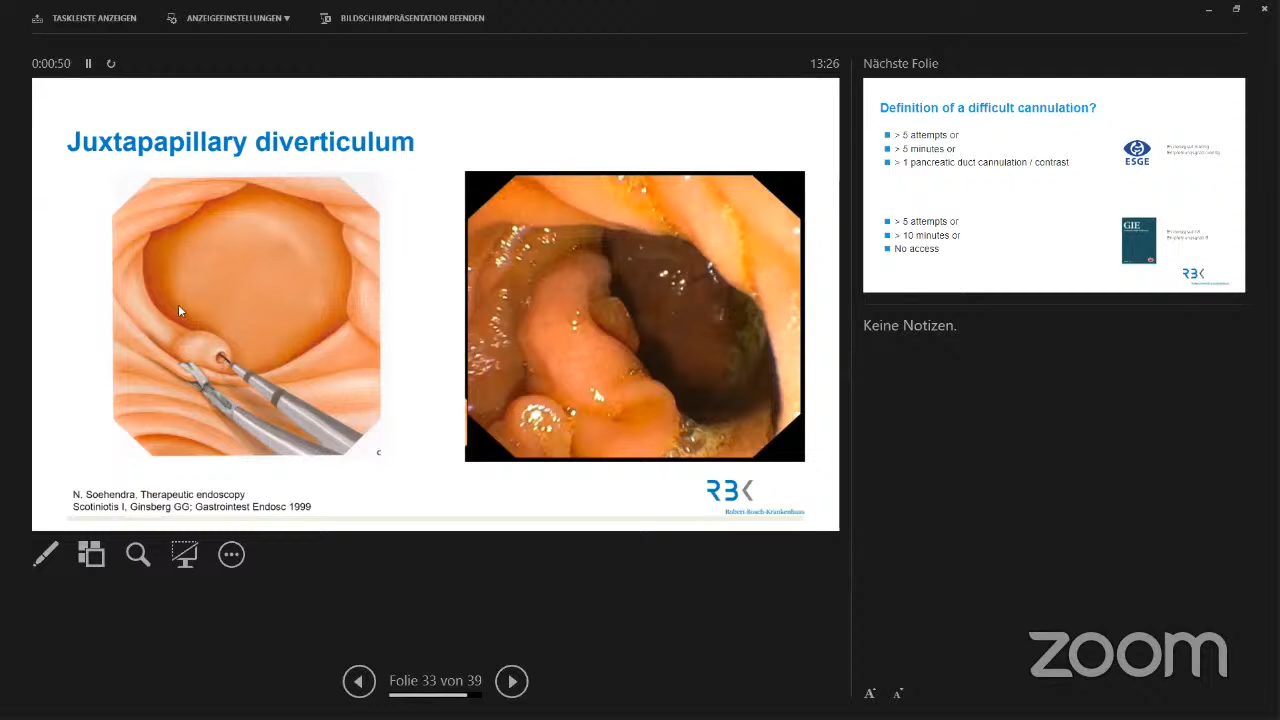 TASKLEISTE ANZEIGEN
ANZEIGEEINSTELLUNGEN ▾
BILDSCHIRMPRÄSENTATION BEENDEN
0:00:50
13:26
Juxtapapillary diverticulum
c
N. Soehendra, Therapeutic endoscopy
Scotiniotis I, Ginsberg GG; Gastrointest Endosc 1999
RBK
Robert-Bosch-Krankenhaus
Folie 33 von 39
Nächste Folie
Definition of a difficult cannulation?
> 5 attempts or
> 5 minutes or
> 1 pancreatic duct cannulation / contrast
ESGE
> 5 attempts or
> 10 minutes or
No access
GIE
RBK
Keine Notizen.
A A
zoom